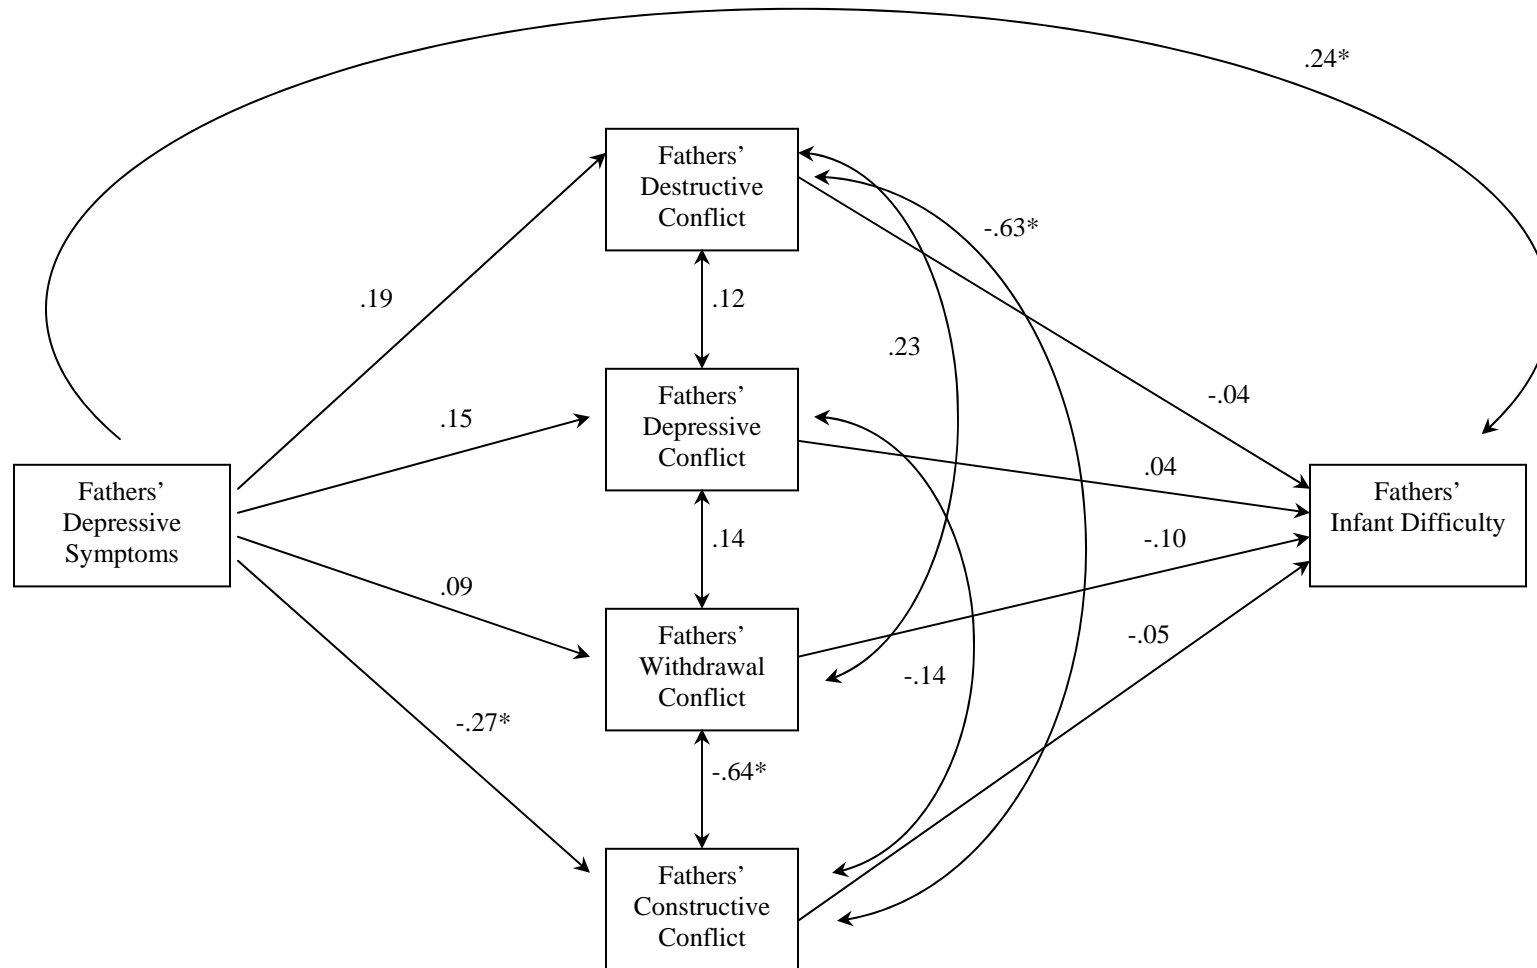 .24*
Fathers’
Destructive
Conflict
-.63*
.19
.12
.23
Fathers’
Depressive
Conflict
-.04
.15
.04
Fathers’
Depressive
Symptoms
Fathers’
Infant Difficulty
.14
-.10
.09
Fathers’
Withdrawal
Conflict
-.05
-.14
-.27*
-.64*
Fathers’
Constructive
Conflict